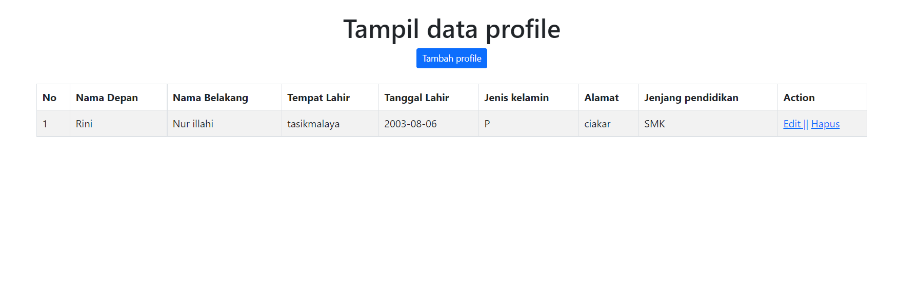 Tampil data profile
Tambah profile
No Nama Depan Nama Belakang Tempat Lahir Tanggal Lahir Jenis kelamin Alamat Jenjang pendidikan Action
1 Rini Nur illahi tasikmalaya 2003-08-06 P ciakar SMK Edit || Hapus